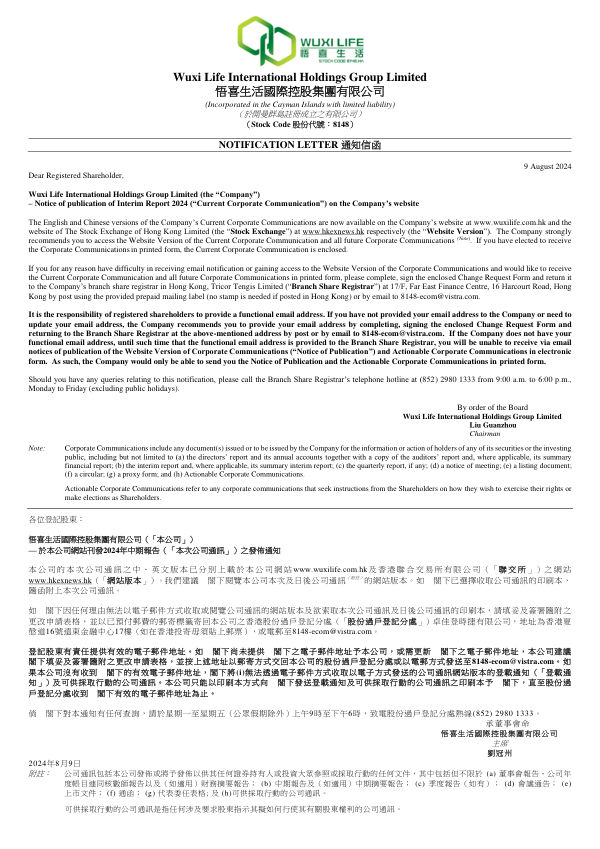 WUXI LIFE
悟喜生活
STOCK CODE 8148.HK
Wuxi Life International Holdings Group Limited
悟喜生活國際控股集團有限公司
(Incorporated in the Cayman Islands with limited liability)
（於開曼群島註冊成立之有限公司）
（Stock Code 股份代號：8148）
NOTIFICATION LETTER 通知信函
9 August 2024
Dear Registered Shareholder,
Wuxi Life International Holdings Group Limited (the “Company”)
– Notice of publication of Interim Report 2024 (“Current Corporate Communication”) on the Company’s website
The English and Chinese versions of the Company’s Current Corporate Communications are now available on the Company’s website at www.wuxilife.com.hk and the
website of The Stock Exchange of Hong Kong Limited (the “Stock Exchange”) at www.hkexnews.hk respectively (the “Website Version”). The Company strongly
recommends you to access the Website Version of the Current Corporate Communication and all future Corporate Communications (Note). If you have elected to receive
the Corporate Communications in printed form, the Current Corporate Communication is enclosed.
If you for any reason have difficulty in receiving email notification or gaining access to the Website Version of the Corporate Communications and would like to receive
the Current Corporate Communication and all future Corporate Communications in printed form, please complete, sign the enclosed Change Request Form and return it
to the Company’s branch share registrar in Hong Kong, Tricor Tengis Limited (“Branch Share Registrar”) at 17/F, Far East Finance Centre, 16 Harcourt Road, Hong
Kong by post using the provided prepaid mailing label (no stamp is needed if posted in Hong Kong) or by email to 8148-ecom@vistra.com.
It is the responsibility of registered shareholders to provide a functional email address. If you have not provided your email address to the Company or need to
update your email address, the Company recommends you to provide your email address by completing, signing the enclosed Change Request Form and
returning to the Branch Share Registrar at the above-mentioned address by post or by email to 8148-ecom@vistra.com. If the Company does not have your
functional email address, until such time that the functional email address is provided to the Branch Share Registrar, you will be unable to receive via email
notices of publication of the Website Version of Corporate Communications (“Notice of Publication”) and Actionable Corporate Communications in electronic
form. As such, the Company would only be able to send you the Notice of Publication and the Actionable Corporate Communications in printed form.
Should you have any queries relating to this notification, please call the Branch Share Registrar’s telephone hotline at (852) 2980 1333 from 9:00 a.m. to 6:00 p.m.,
Monday to Friday (excluding public holidays).
By order of the Board
Wuxi Life International Holdings Group Limited
Liu Guanzhou
Chairman
Note: Corporate Communications include any document(s) issued or to be issued by the Company for the information or action of holders of any of its securities or the investing
public, including but not limited to (a) the directors’ report and its annual accounts together with a copy of the auditors’ report and, where applicable, its summary
financial report; (b) the interim report and, where applicable, its summary interim report; (c) the quarterly report, if any; (d) a notice of meeting; (e) a listing document;
(f) a circular; (g) a proxy form; and (h) Actionable Corporate Communications.
Actionable Corporate Communications refer to any corporate communications that seek instructions from the Shareholders on how they wish to exercise their rights or
make elections as Shareholders.
各位登記股東：
悟喜生活國際控股集團有限公司（「本公司」）
— 於本公司網站刊發2024年中期報告（「本次公司通訊」）之發佈通知
本公司的本次公司通訊之中、英文版本已分別上載於本公司網站www.wuxilife.com.hk及香港聯合交易所有限公司（「聯交所」）之網站
www.hkexnews.hk（「網站版本」）。我們建議 閣下閱覽本公司本次及日後公司通訊（附註）的網站版本。如 閣下已選擇收取公司通訊的印刷本，
隨函附上本次公司通訊。
如 閣下因任何理由無法以電子郵件方式收取或閱覽公司通訊的網站版本及欲索取本次公司通訊及日後公司通訊的印刷本，請填妥及簽署隨附之
更改申請表格，並以已預付郵費的郵寄標籤寄回本公司之香港股份過戶登記分處（「股份過戶登記分處」）卓佳登捷有限公司，地址為香港夏
慤道16號遠東金融中心17樓（如在香港投寄毋須貼上郵票），或電郵至8148-ecom@vistra.com。
登記股東有責任提供有效的電子郵件地址。如 閣下尚未提供 閣下之電子郵件地址予本公司，或需更新 閣下之電子郵件地址，本公司建議
閣下填妥及簽署隨附之更改申請表格，並按上述地址以郵寄方式交回本公司的股份過戶登記分處或以電郵方式發送至8148-ecom@vistra.com。如
果本公司沒有收到 閣下的有效電子郵件地址，閣下將(i)無法透過電子郵件方式收取以電子方式發送的公司通訊網站版本的登載通知（「登載通
知」）及可供採取行動的公司通訊。本公司只能以印刷本方式向 閣下發送登載通知及可供採取行動的公司通訊之印刷本予 閣下，直至股份過
戶登記分處收到 閣下有效的電子郵件地址為止。
倘 閣下對本通知有任何查詢，請於星期一至星期五（公眾假期除外）上午9時至下午6時，致電股份過戶登記分處熱線(852) 2980 1333。
承董事會命
悟喜生活國際控股集團有限公司
主席
劉冠州
2024年8月9日
附註： 公司通訊包括本公司發佈或將予發佈以供其任何證券持有人或投資大眾參照或採取行動的任何文件，其中包括但不限於 (a) 董事會報告、公司年
度帳目連同核數師報告以及（如適用）財務摘要報告； (b) 中期報告及（如適用）中期摘要報告； (c) 季度報告（如有）； (d) 會議通告； (e)
上市文件； (f) 通函； (g) 代表委任表格; 及 (h)可供採取行動的公司通訊。
可供採取行動的公司通訊是指任何涉及要求股東指示其擬如何行使其有關股東權利的公司通訊。